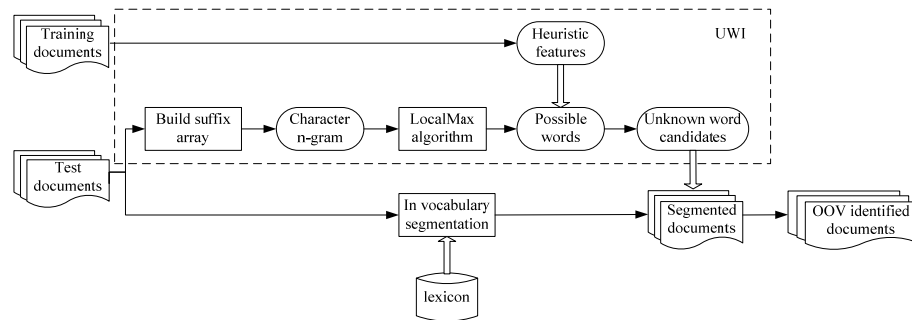 Training
documents
Heuristic
features
UWI
Build suffix
array
Character
n-gram
LocalMax
algorithm
Possible
words
Unknown word
candidates
Test
documents
In vocabulary
segmentation
Segmented
documents
OOV identified
documents
lexicon